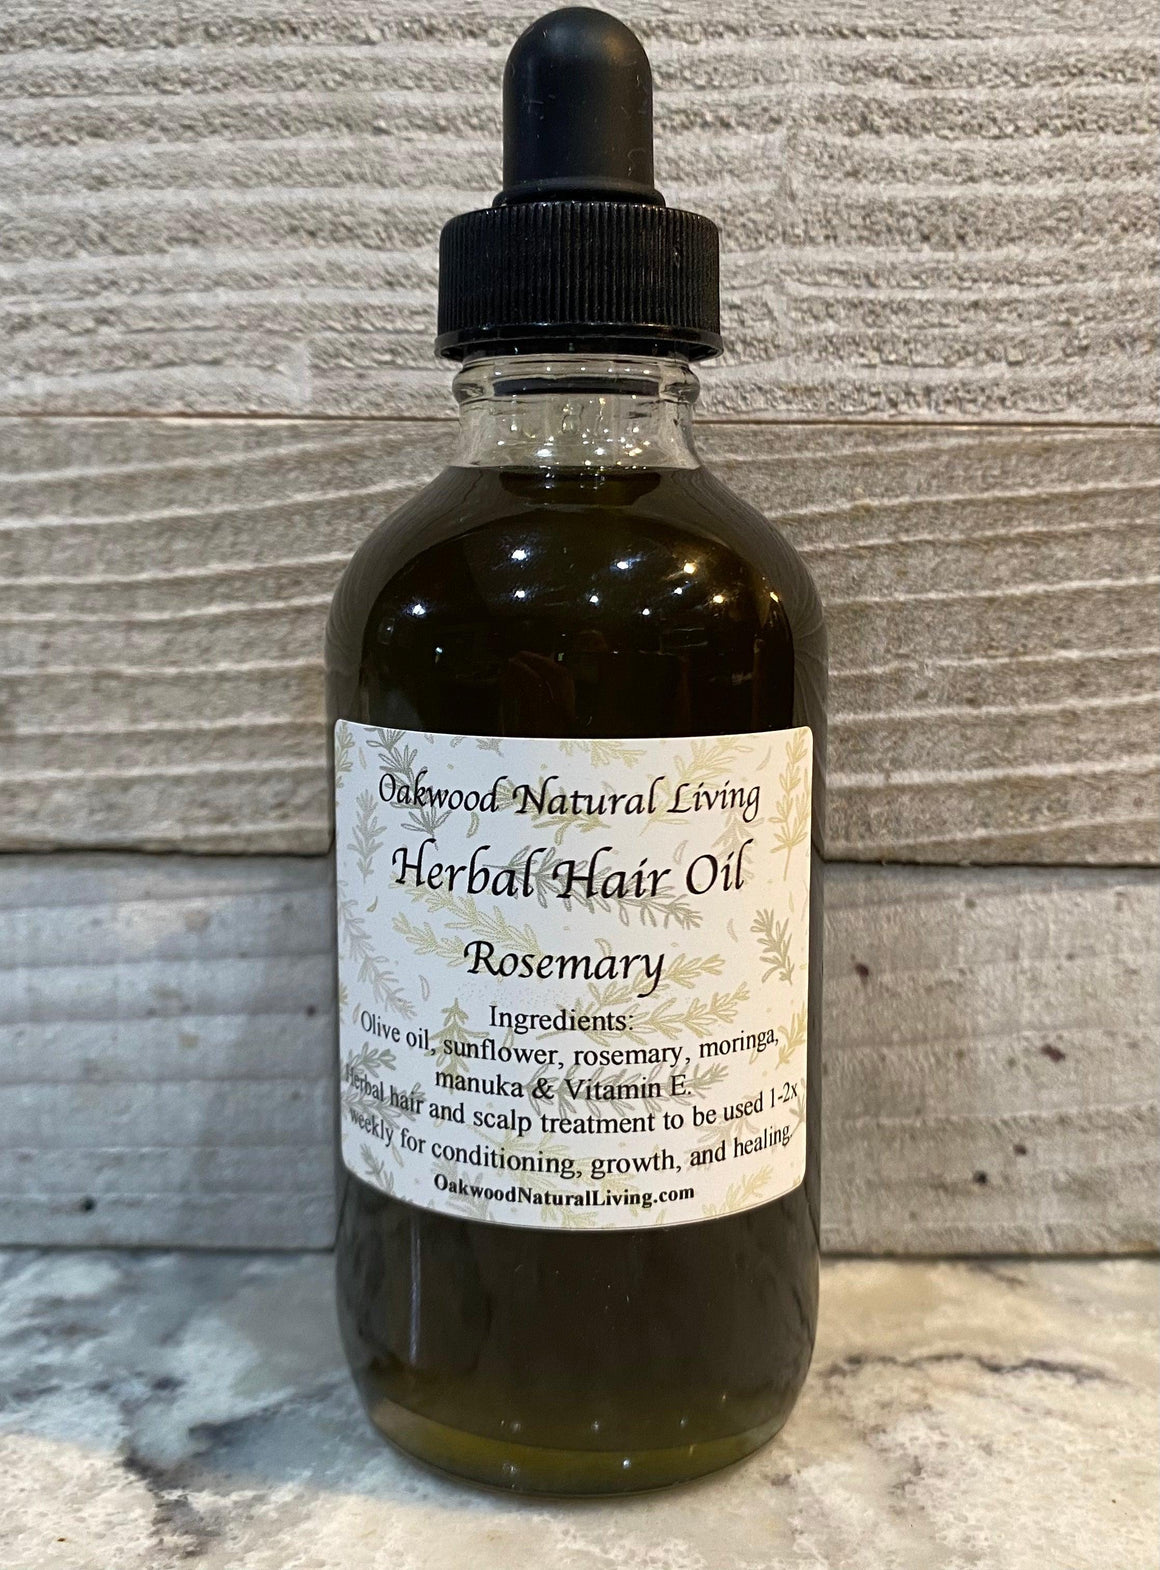 Oakwood Natural Living
Herbal Hair Oil
Rosemary
Ingredients:
Olive oil, sunflower, rosemary, moringa,
manuka & Vitamin E.
Herbal hair and scalp treatment to be used 1-2x
weekly for conditioning, growth, and healing.
OakwoodNaturalLiving.com